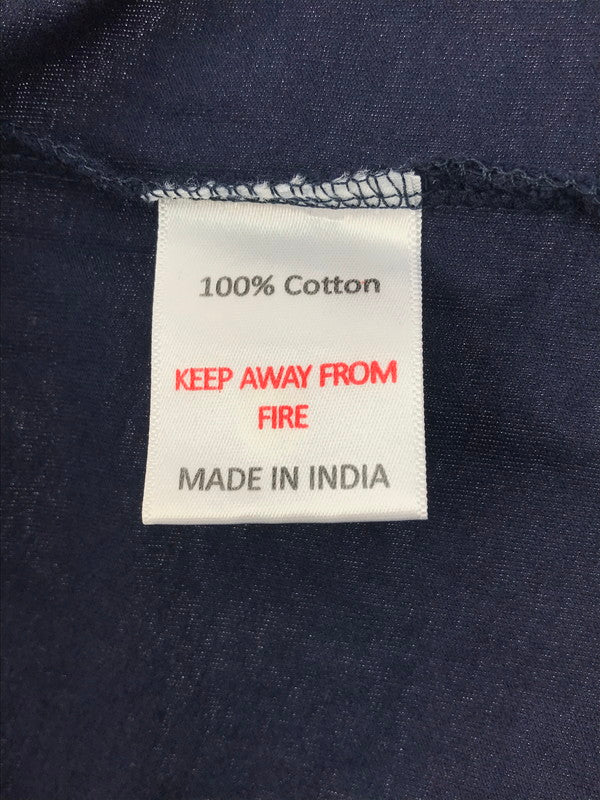 100% Cotton
KEEP AWAY FROM
FIRE
MADE IN INDIA